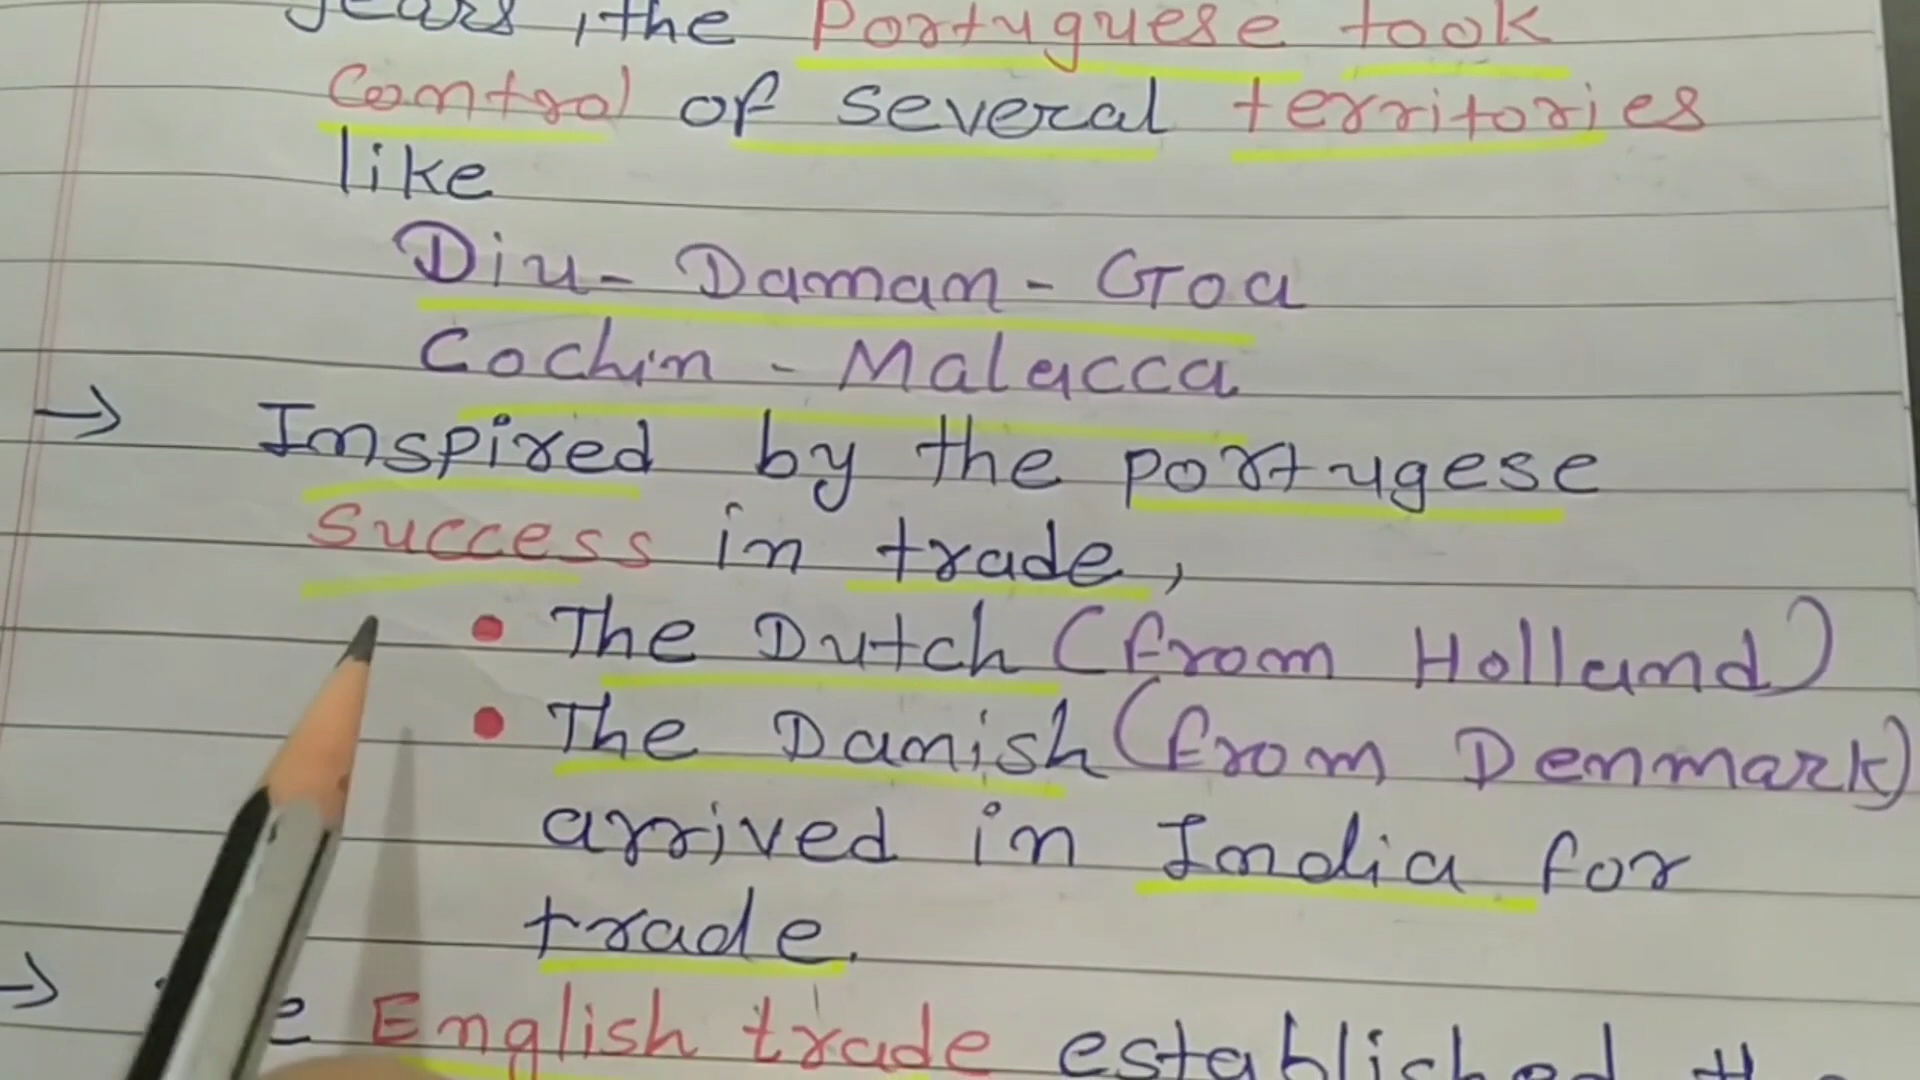 years, the Portuguese took
Control of several territories
like
Diu - Daman - Goa
Cochin - Malacca
→ Inspired by the portugese
Success in trade,
• The Dutch (from Holland)
• The Danish (from Denmark)
arrived in India for
trade.
→ English trade established